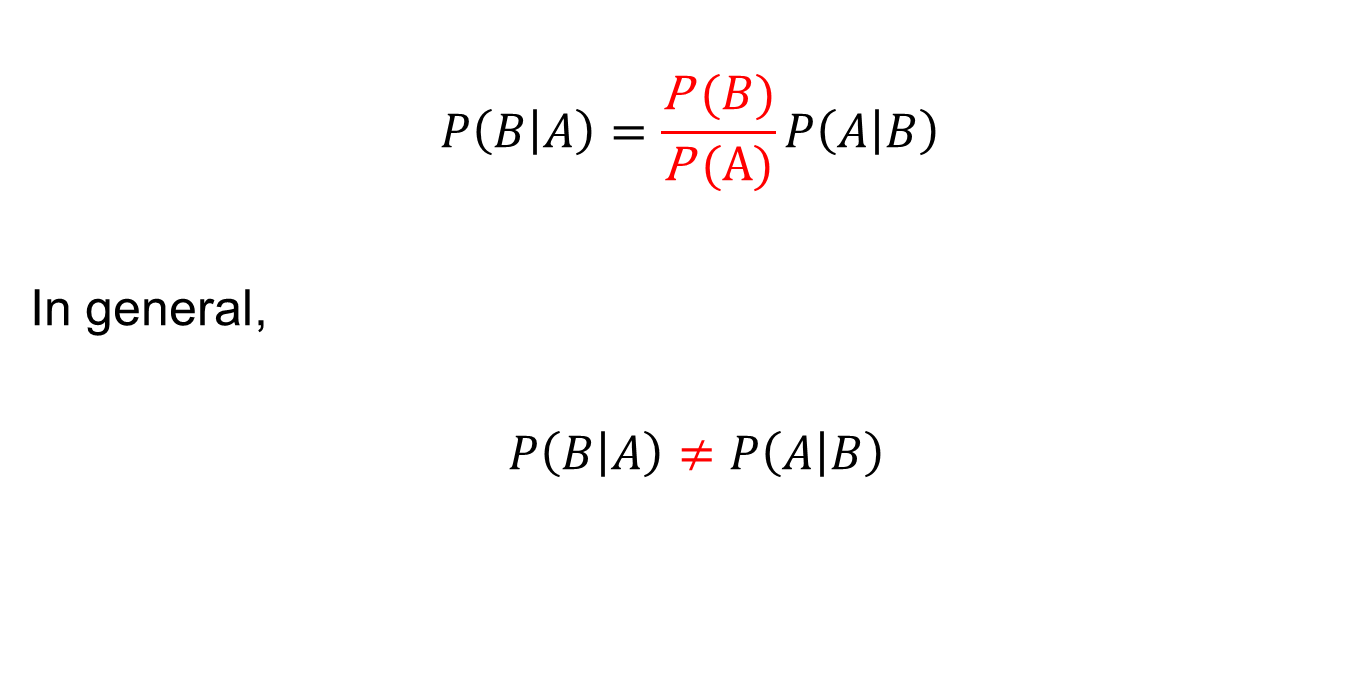 P(B|A) = P(B)/P(A) P(A|B)
In general,
P(B|A) ≠ P(A|B)